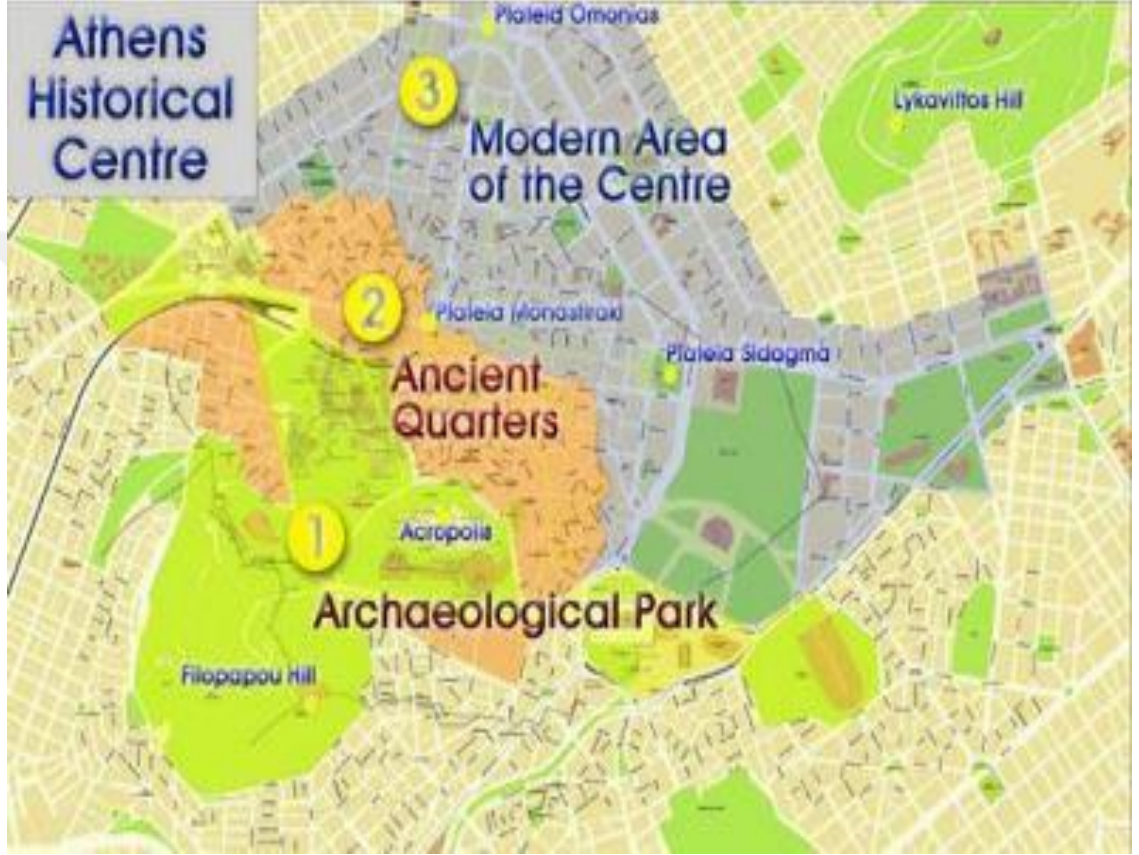 Athens
Historical
Centre
Plateia Omonias
3
Modern Area
of the Centre
Lykavittos Hill
2
Plateia Monastiraki
Plateia Sidagma
Ancient
Quarters
1
Acropolis
Archaeological Park
Filopapou Hill